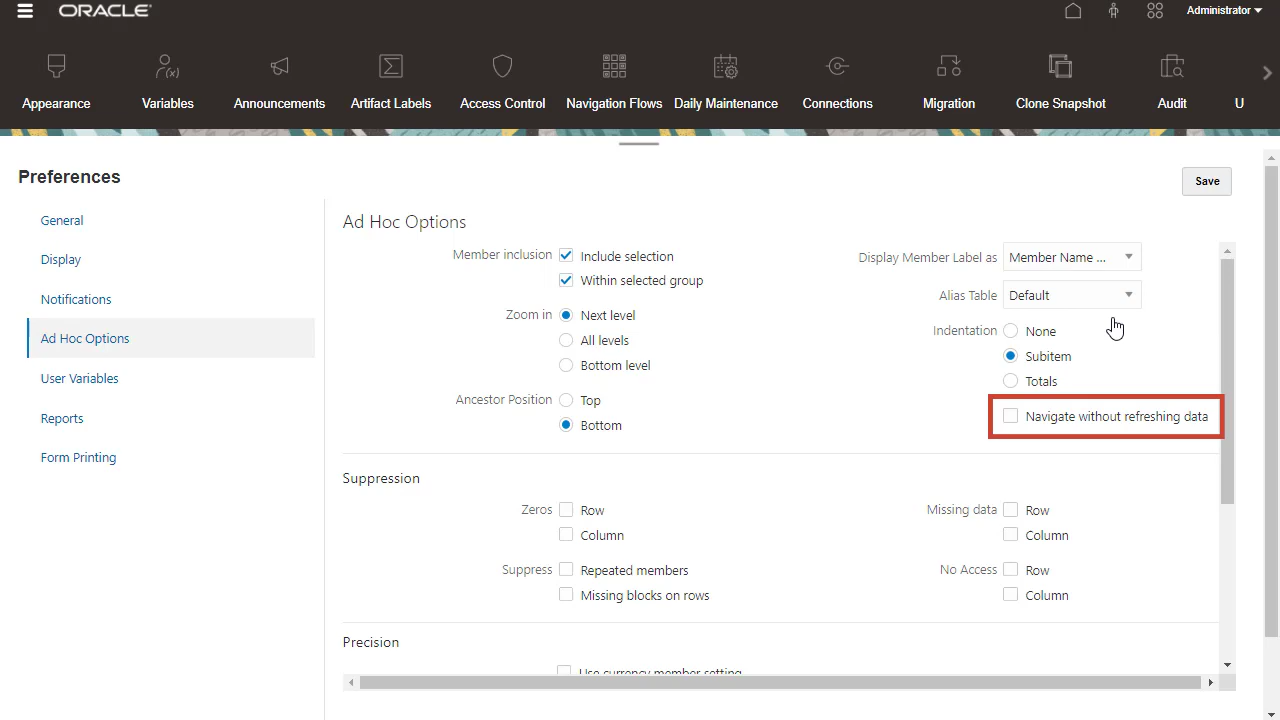 ORACLE
Administrator
Appearance
Variables
Announcements
Artifact Labels
Access Control
Navigation Flows
Daily Maintenance
Connections
Migration
Clone Snapshot
Audit
U
Preferences
Save
General
Display
Notifications
Ad Hoc Options
User Variables
Reports
Form Printing
Ad Hoc Options
Member inclusion
Include selection
Within selected group
Zoom in
Next level
All levels
Bottom level
Ancestor Position
Top
Bottom
Display Member Label as
Member Name ...
Alias Table
Default
Indentation
None
Subitem
Totals
Navigate without refreshing data
Suppression
Zeros
Row
Column
Missing data
Row
Column
Suppress
Repeated members
Missing blocks on rows
No Access
Row
Column
Precision
Use currency member setting